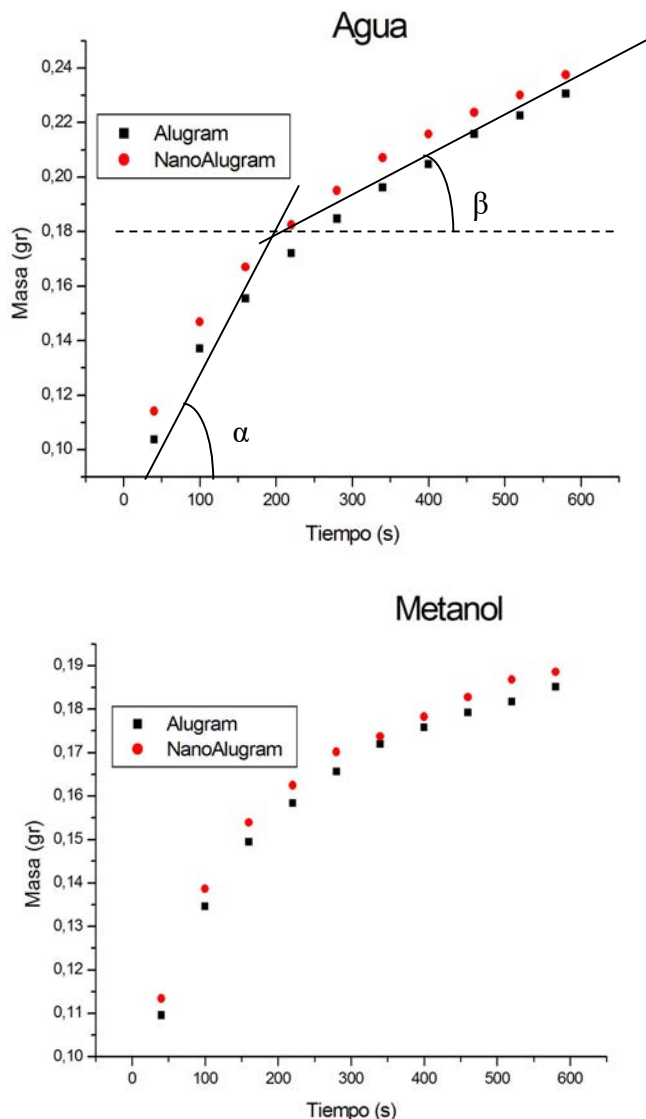 Agua
0,24
0,22
0,20
0,18
0,16
0,14
0,12
0,10
Masa (gr)
Alugram
NanoAlugram
α
β
0 100 200 300 400 500 600
Tiempo (s)
Metanol
0,19
0,18
0,17
0,16
0,15
0,14
0,13
0,12
0,11
0,10
Masa (gr)
Alugram
NanoAlugram
0 100 200 300 400 500 600
Tiempo (s)